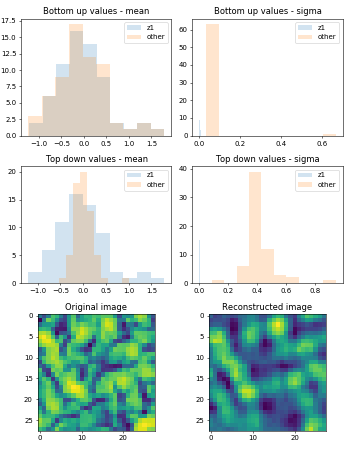 Bottom up values - mean
Bottom up values - sigma
17.5
15.0
12.5
10.0
7.5
5.0
2.5
0.0
−1.0 −0.5 0.0 0.5 1.0 1.5
z1
other
60
50
40
30
20
10
0
0.0 0.2 0.4 0.6
z1
other
Top down values - mean
Top down values - sigma
20
15
10
5
0
−1.0 −0.5 0.0 0.5 1.0 1.5
z1
other
40
30
20
10
0
0.0 0.2 0.4 0.6 0.8
z1
other
Original image
Reconstructed image
0
5
10
15
20
25
0 10 20
0
5
10
15
20
25
0 10 20